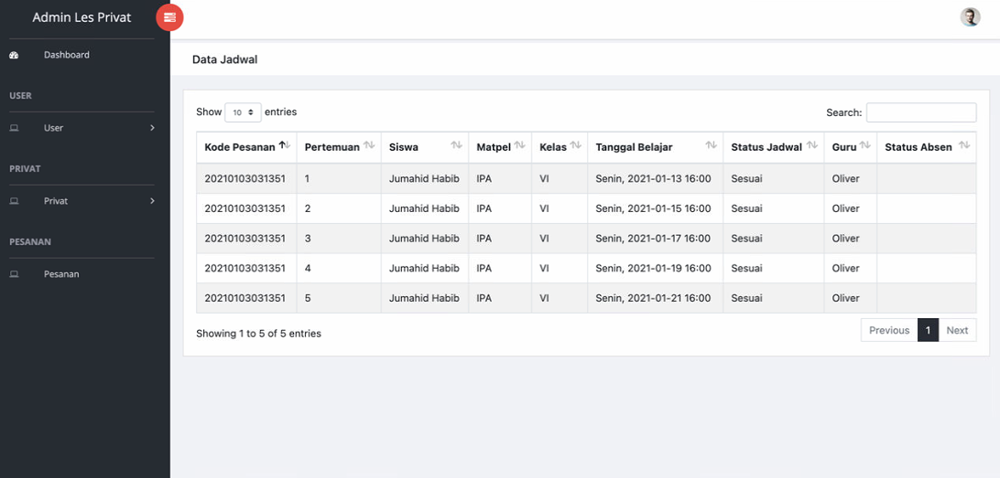 Admin Les Privat
Dashboard
USER
User
PRIVAT
Privat
PESANAN
Pesanan
Data Jadwal
Show 10 entries Search:
Kode Pesanan Pertemuan Siswa Matpel Kelas Tanggal Belajar Status Jadwal Guru Status Absen
20210103031351 1 Jumahid Habib IPA VI Senin, 2021-01-13 16:00 Sesuai Oliver
20210103031351 2 Jumahid Habib IPA VI Senin, 2021-01-15 16:00 Sesuai Oliver
20210103031351 3 Jumahid Habib IPA VI Senin, 2021-01-17 16:00 Sesuai Oliver
20210103031351 4 Jumahid Habib IPA VI Senin, 2021-01-19 16:00 Sesuai Oliver
20210103031351 5 Jumahid Habib IPA VI Senin, 2021-01-21 16:00 Sesuai Oliver
Showing 1 to 5 of 5 entries Previous 1 Next